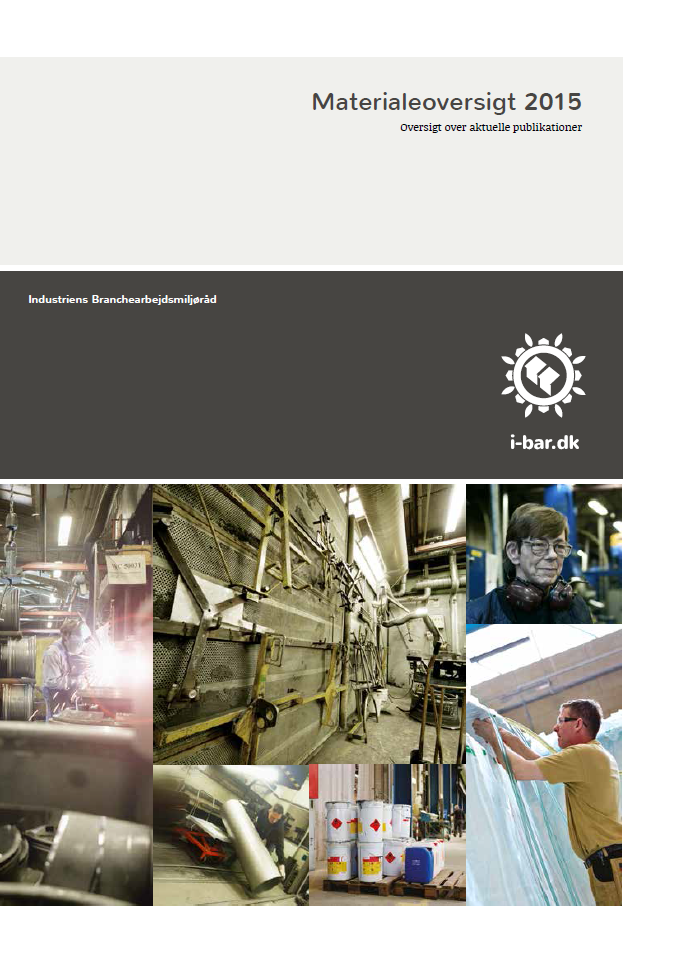 Materialeoversigt 2015
Oversigt over aktuelle publikationer
Industriens Branchearbejdsmiljøråd
i-bar.dk